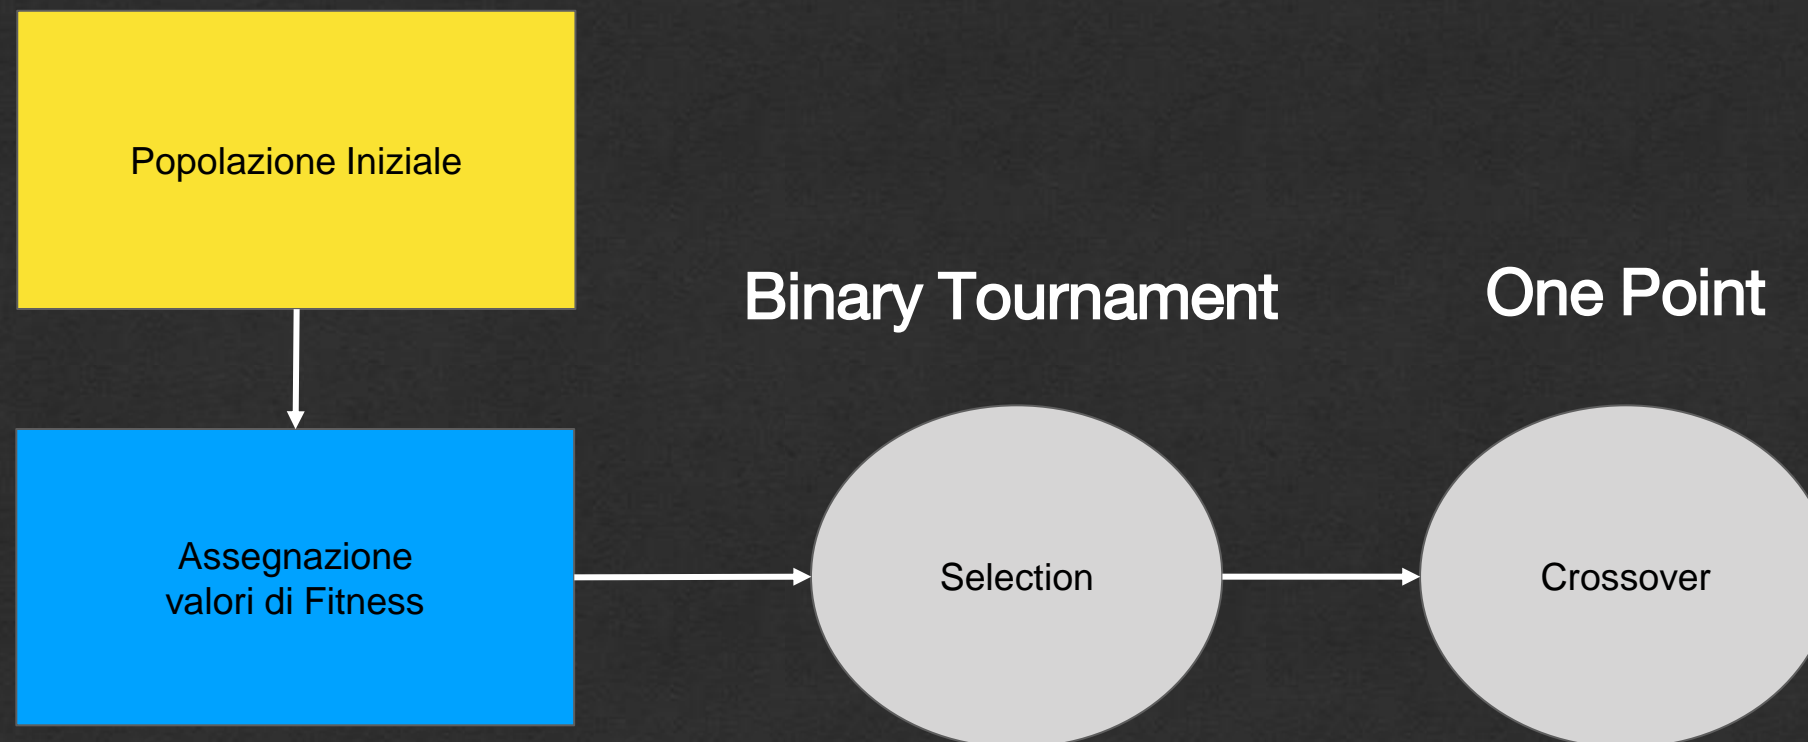 Popolazione Iniziale
Binary Tournament
One Point
Assegnazione
valori di Fitness
Selection
Crossover